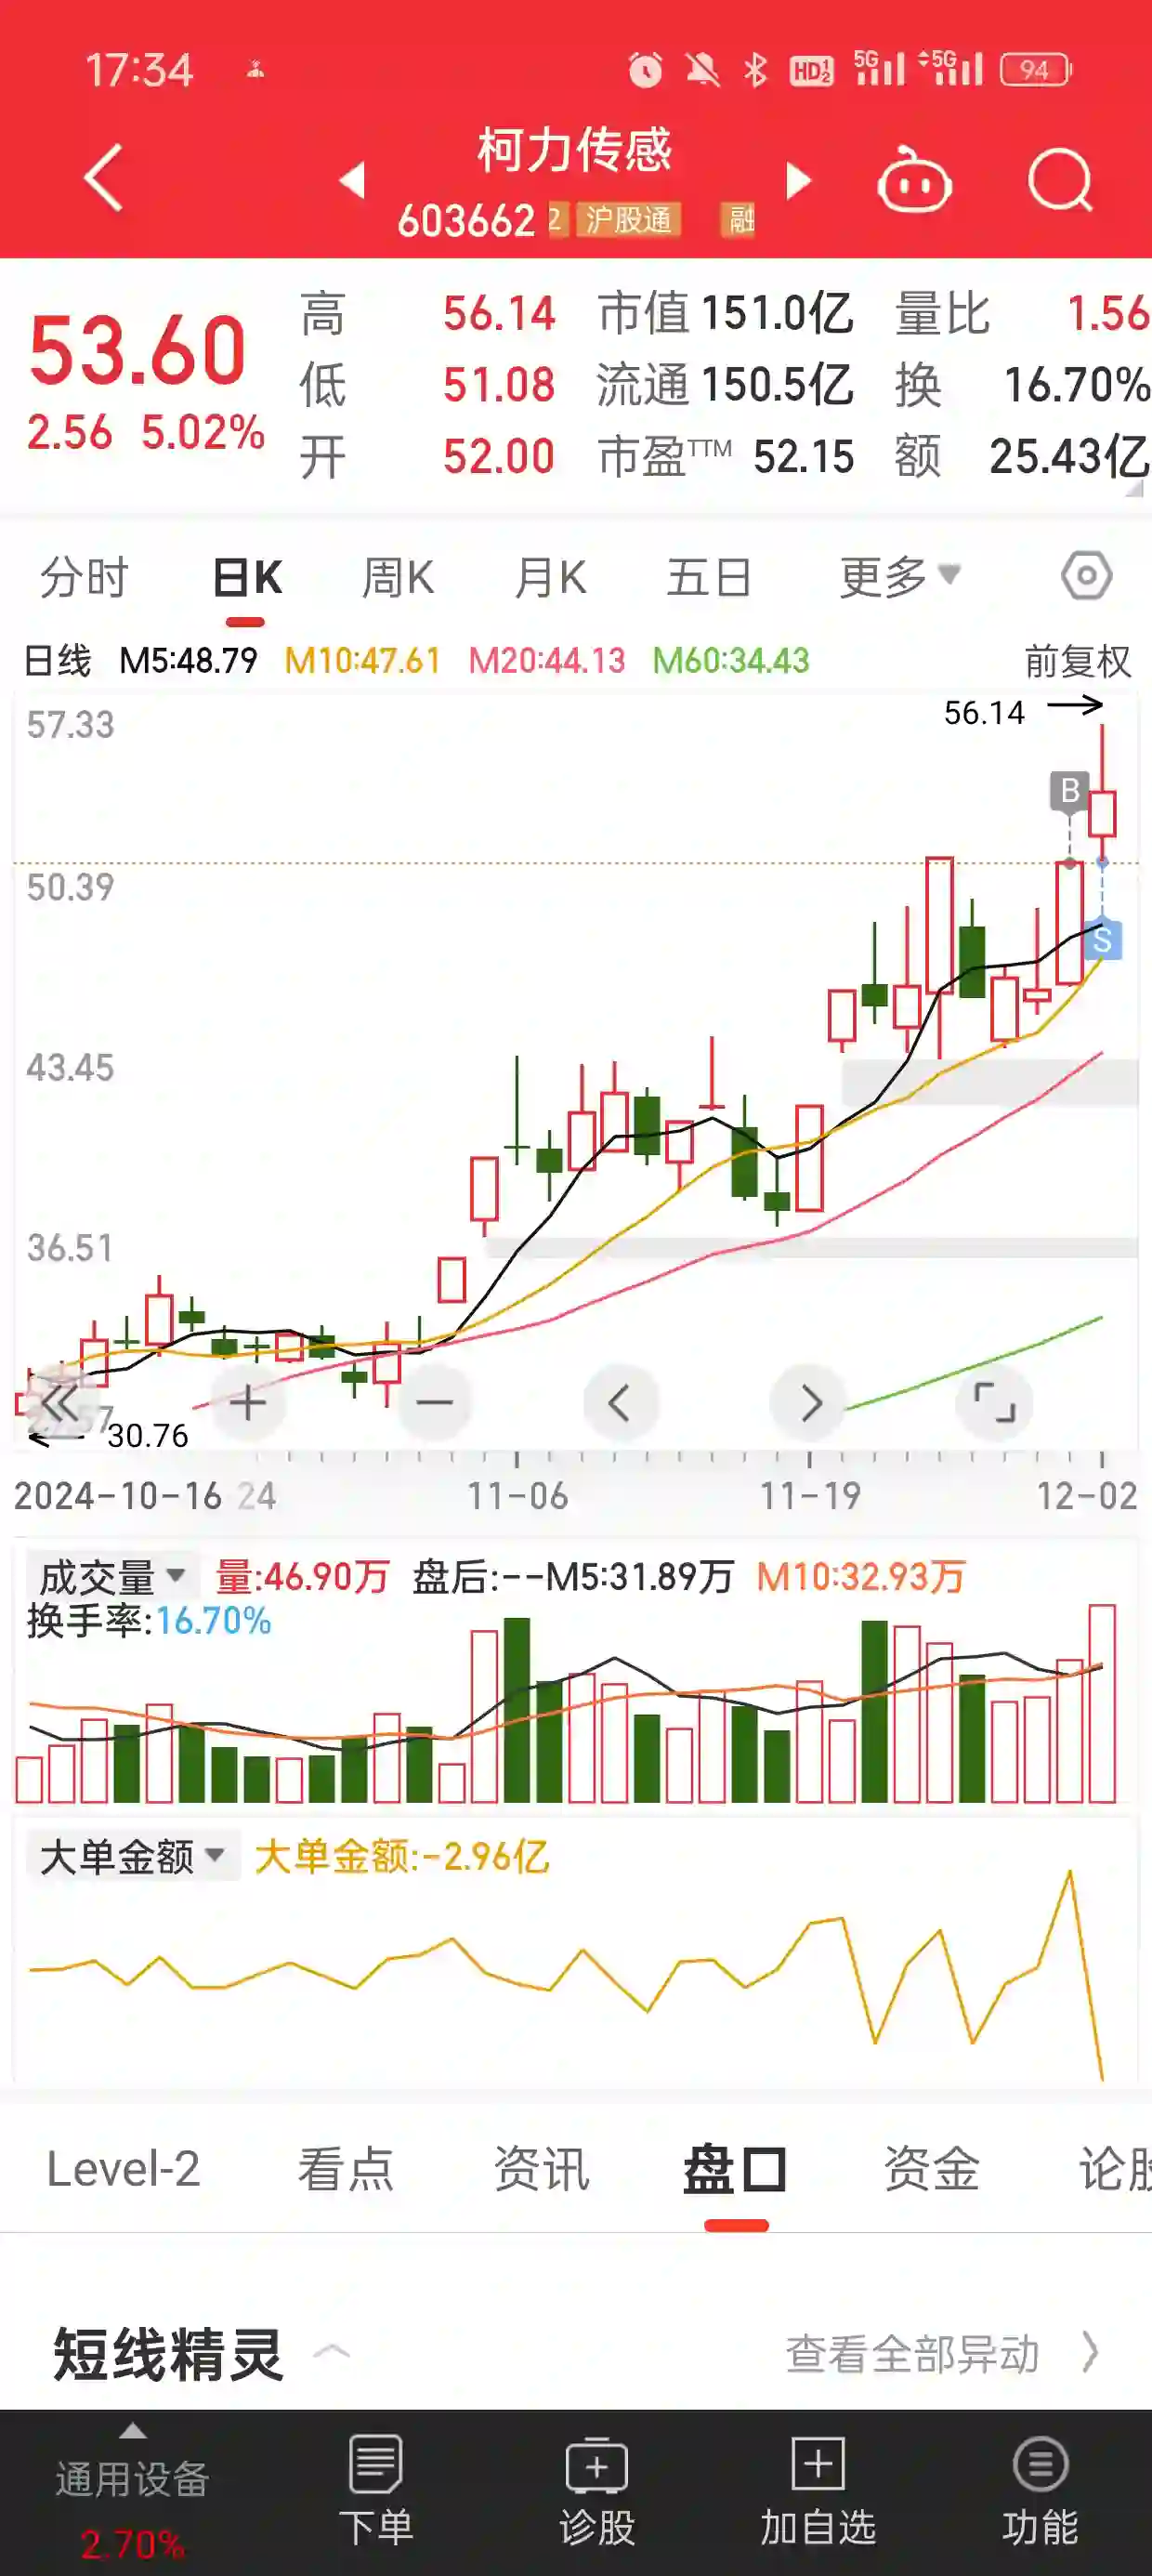 17:34 HD 1 2 5G 5G 94
柯力传感
603662 2 沪股通 融
53.60
2.56 5.02%
高 56.14 市值 151.0亿 量比 1.56
低 51.08 流通 150.5亿 换 16.70%
开 52.00 市盈TTM 52.15 额 25.43亿
分时 日K 周K 月K 五日 更多
日线 M5:48.79 M10:47.61 M20:44.13 M60:34.43 前复权
57.33
56.14
B
50.39
S
43.45
36.51
30.76
2024-10-16 24 11-06 11-19 12-02
成交量 量:46.90万 盘后:--M5:31.89万 M10:32.93万
换手率:16.70%
大单金额 大单金额:-2.96亿
Level-2 看点 资讯 盘口 资金 论股
短线精灵 查看全部异动
通用设备
2.70%
下单 诊股 加自选 功能